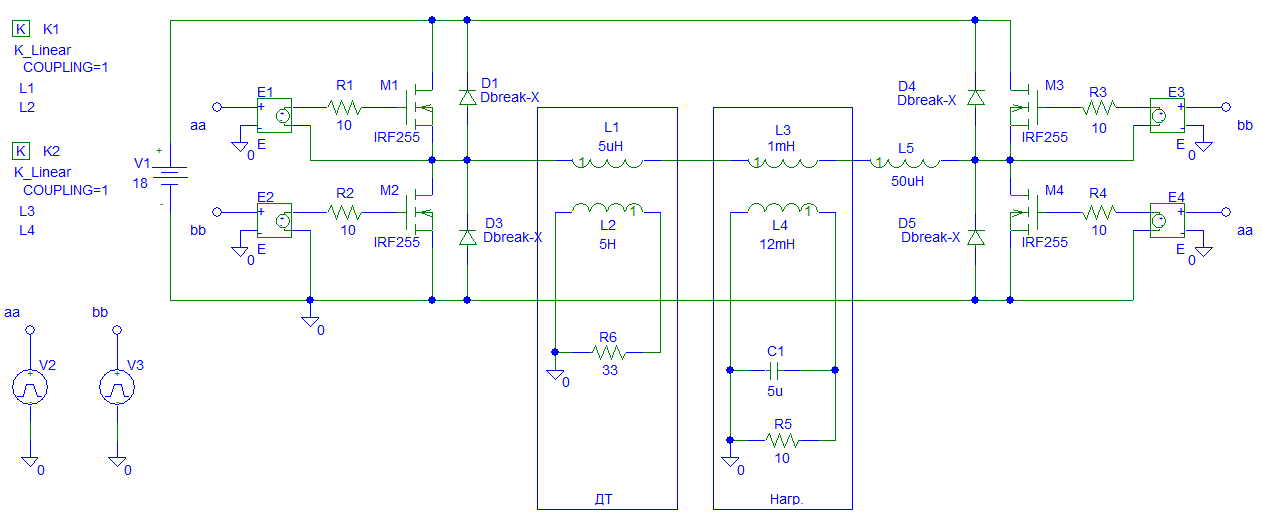 K K1
K_Linear
COUPLING=1
L1
L2
K K2
K_Linear
COUPLING=1
L3
L4
V1
18
+
-
aa
E1
+
-
E
0
R1
10
M1
IRF255
D1
Dbreak-X
bb
E2
+
-
E
0
R2
10
M2
IRF255
D3
Dbreak-X
0
L1
5uH
1
1
L2
5H
R6
33
0
ДТ
L3
1mH
1
1
L4
12mH
C1
5u
R5
10
0
Нагр.
L5
1
50uH
D4
Dbreak-X
M3
IRF255
R3
10
E3
+
-
E
0
bb
D5
Dbreak-X
M4
IRF255
R4
10
E4
+
-
E
0
aa
aa
V2
+
-
0
bb
V3
+
-
0